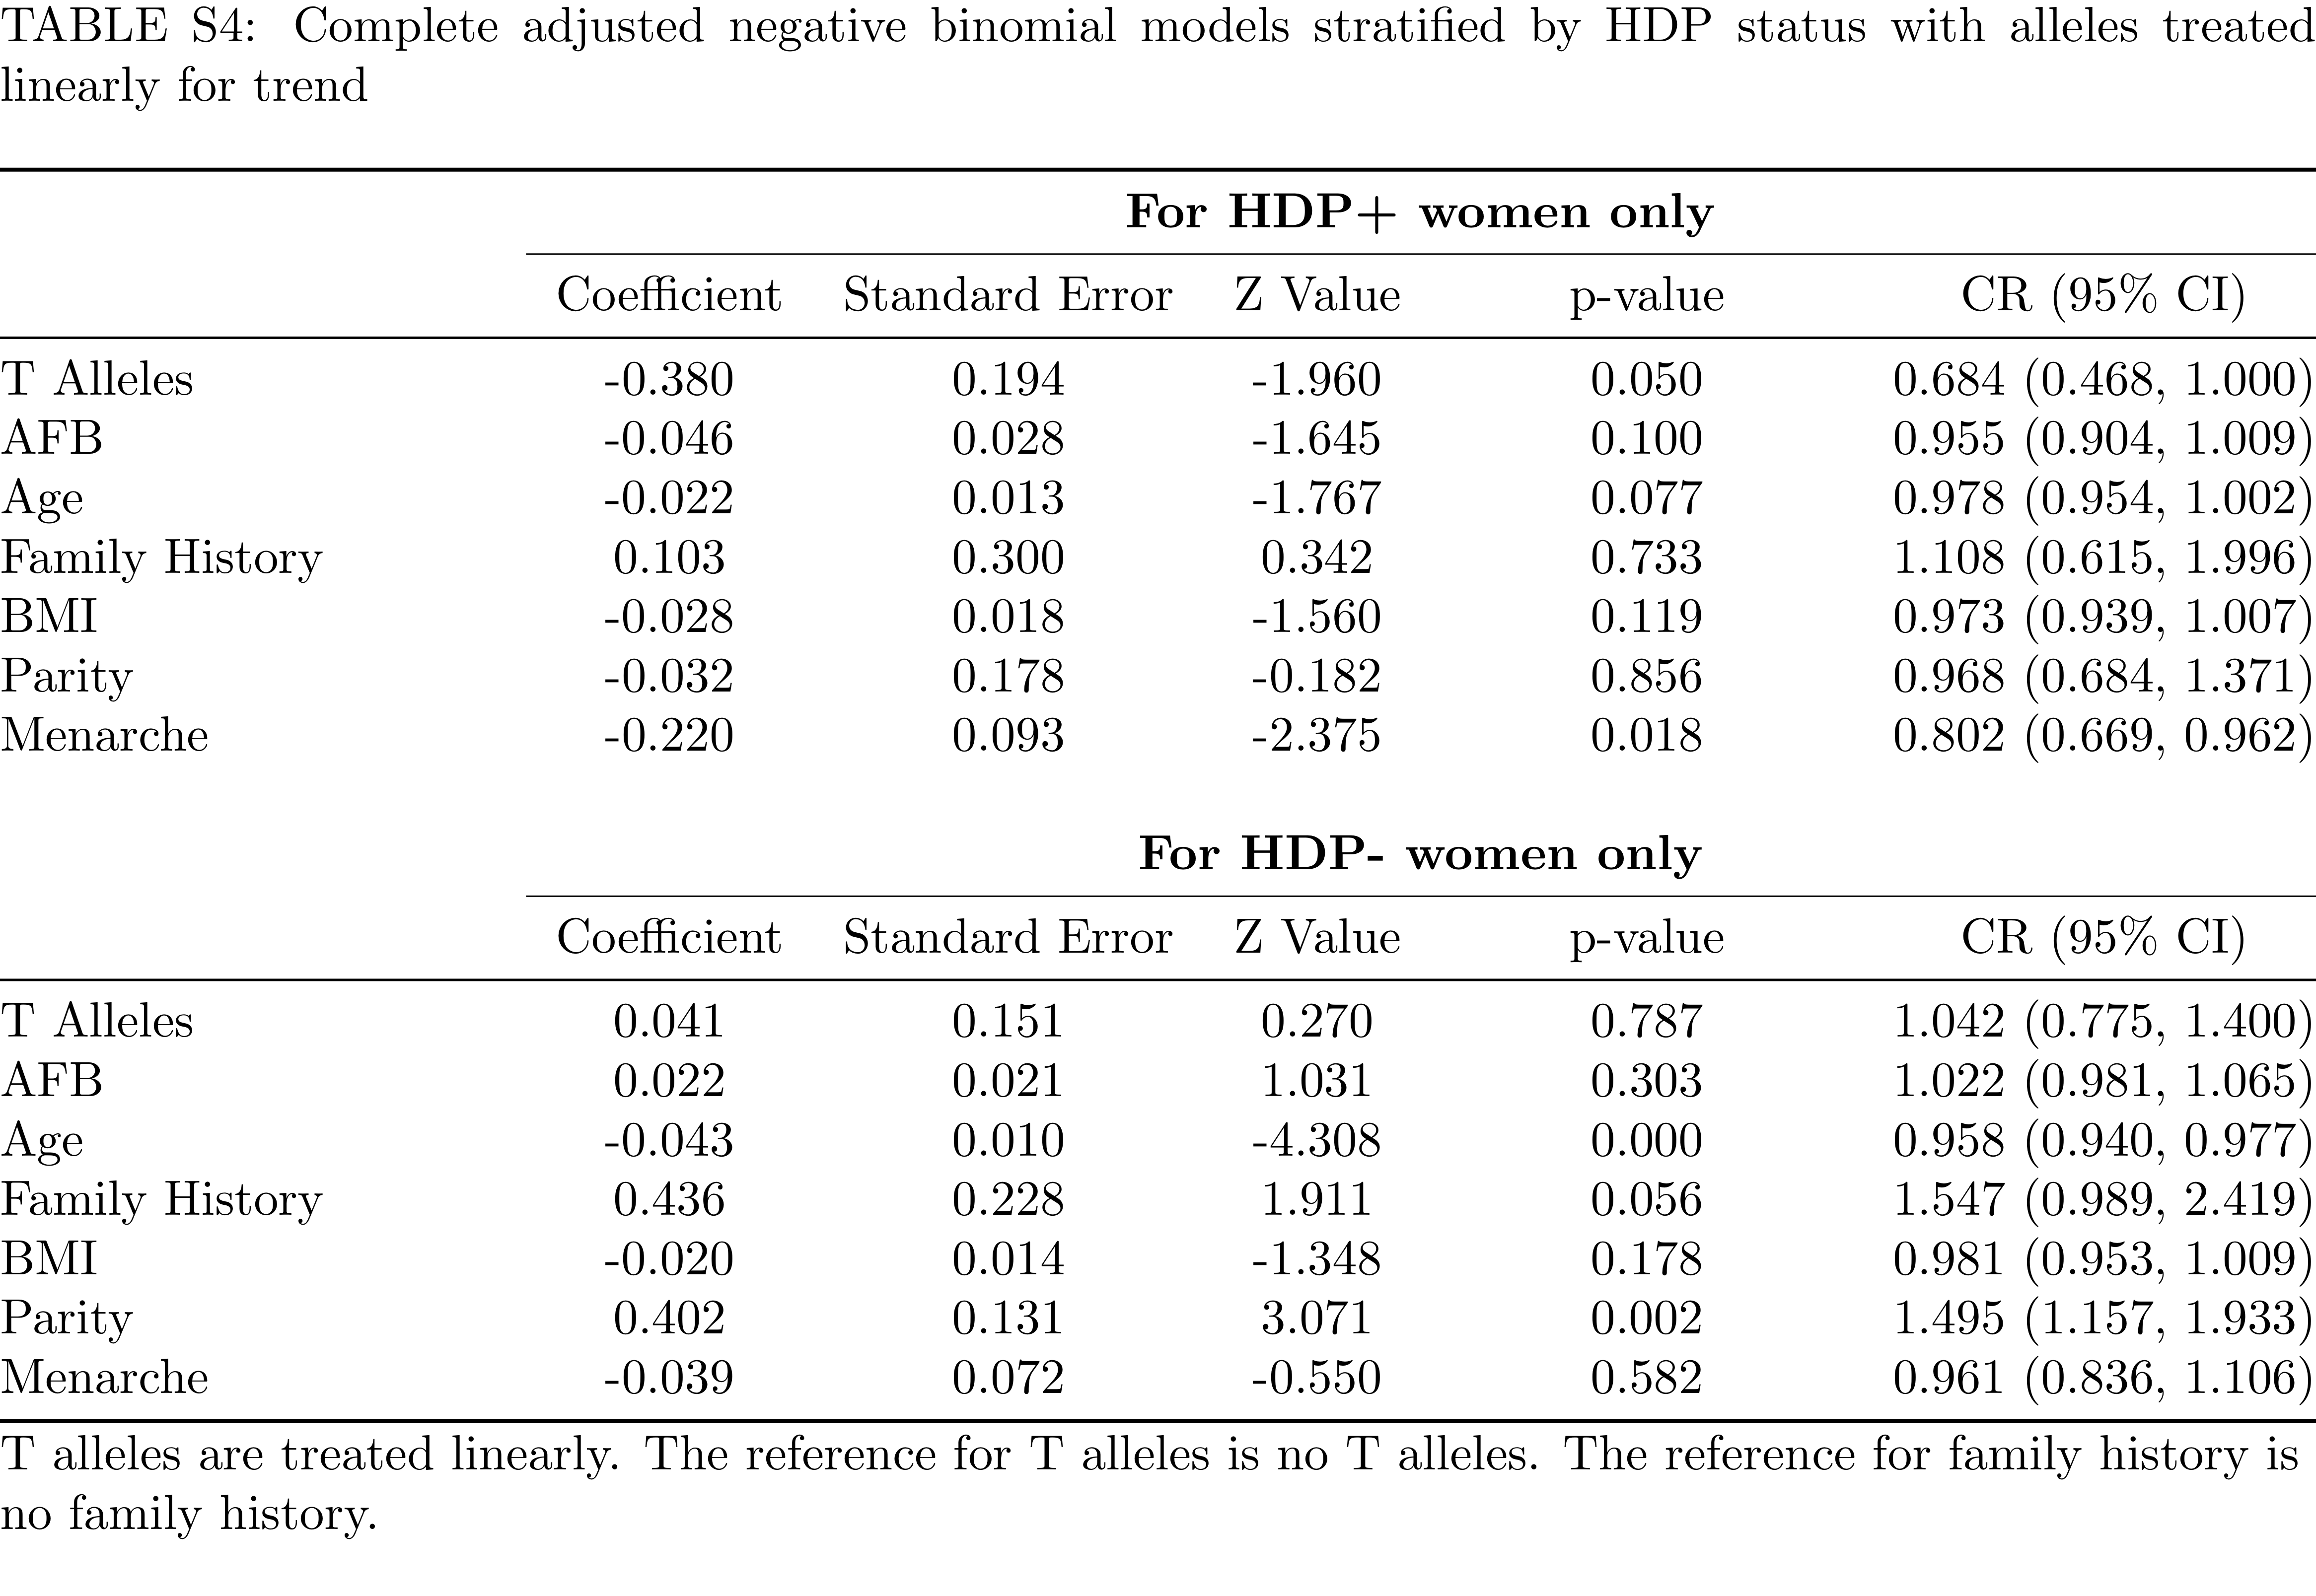 TABLE S4: Complete adjusted negative binomial models stratified by HDP status with alleles treated
linearly for trend
For HDP+ women only
Coefficient Standard Error Z Value p-value CR (95% CI)
T Alleles -0.380 0.194 -1.960 0.050 0.684 (0.468, 1.000)
AFB -0.046 0.028 -1.645 0.100 0.955 (0.904, 1.009)
Age -0.022 0.013 -1.767 0.077 0.978 (0.954, 1.002)
Family History 0.103 0.300 0.342 0.733 1.108 (0.615, 1.996)
BMI -0.028 0.018 -1.560 0.119 0.973 (0.939, 1.007)
Parity -0.032 0.178 -0.182 0.856 0.968 (0.684, 1.371)
Menarche -0.220 0.093 -2.375 0.018 0.802 (0.669, 0.962)
For HDP- women only
Coefficient Standard Error Z Value p-value CR (95% CI)
T Alleles 0.041 0.151 0.270 0.787 1.042 (0.775, 1.400)
AFB 0.022 0.021 1.031 0.303 1.022 (0.981, 1.065)
Age -0.043 0.010 -4.308 0.000 0.958 (0.940, 0.977)
Family History 0.436 0.228 1.911 0.056 1.547 (0.989, 2.419)
BMI -0.020 0.014 -1.348 0.178 0.981 (0.953, 1.009)
Parity 0.402 0.131 3.071 0.002 1.495 (1.157, 1.933)
Menarche -0.039 0.072 -0.550 0.582 0.961 (0.836, 1.106)
T alleles are treated linearly. The reference for T alleles is no T alleles. The reference for family history is
no family history.